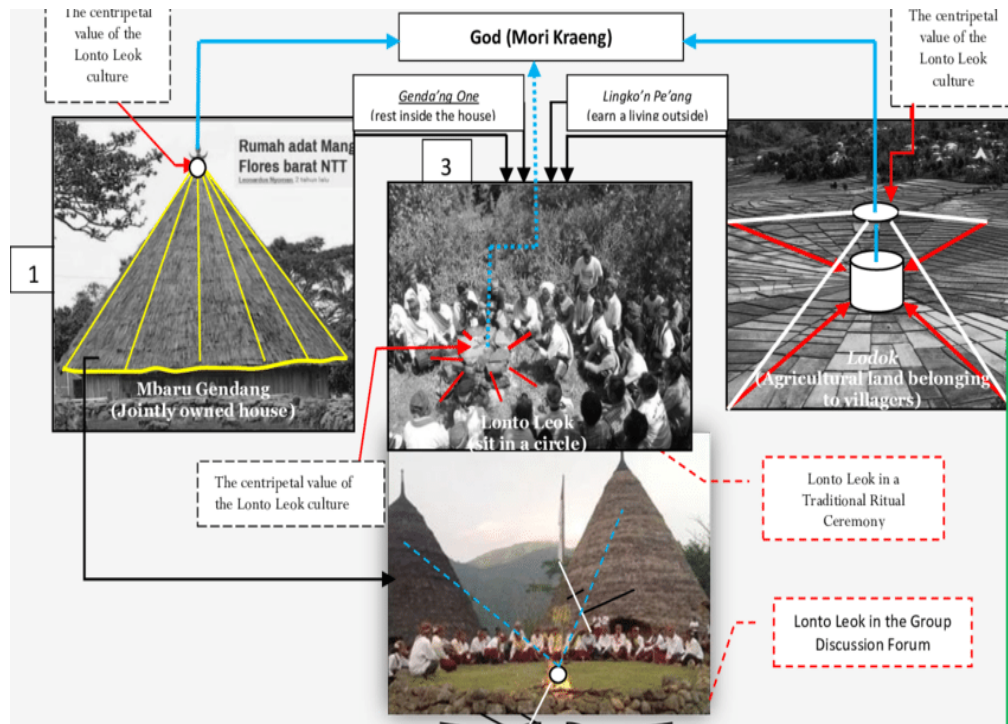 The centripetal
value of the
Lonto Leok
culture
God (Mori Kraeng)
The centripetal
value of the
Lonto Leok
culture
Genda'ng One
(rest inside the house)
Lingko'n Pe'ang
(earn a living outside)
Rumah adat Mang
Flores barat NTT
3
1
Mbaru Gendang
(Jointly owned house)
Lonto Leok
(sit in a circle)
Lodok
(Agricultural land belonging
to villagers)
The centripetal value of
the Lonto Leok culture
Lonto Leok in a
Traditional Ritual
Ceremony
Lonto Leok in the Group
Discussion Forum